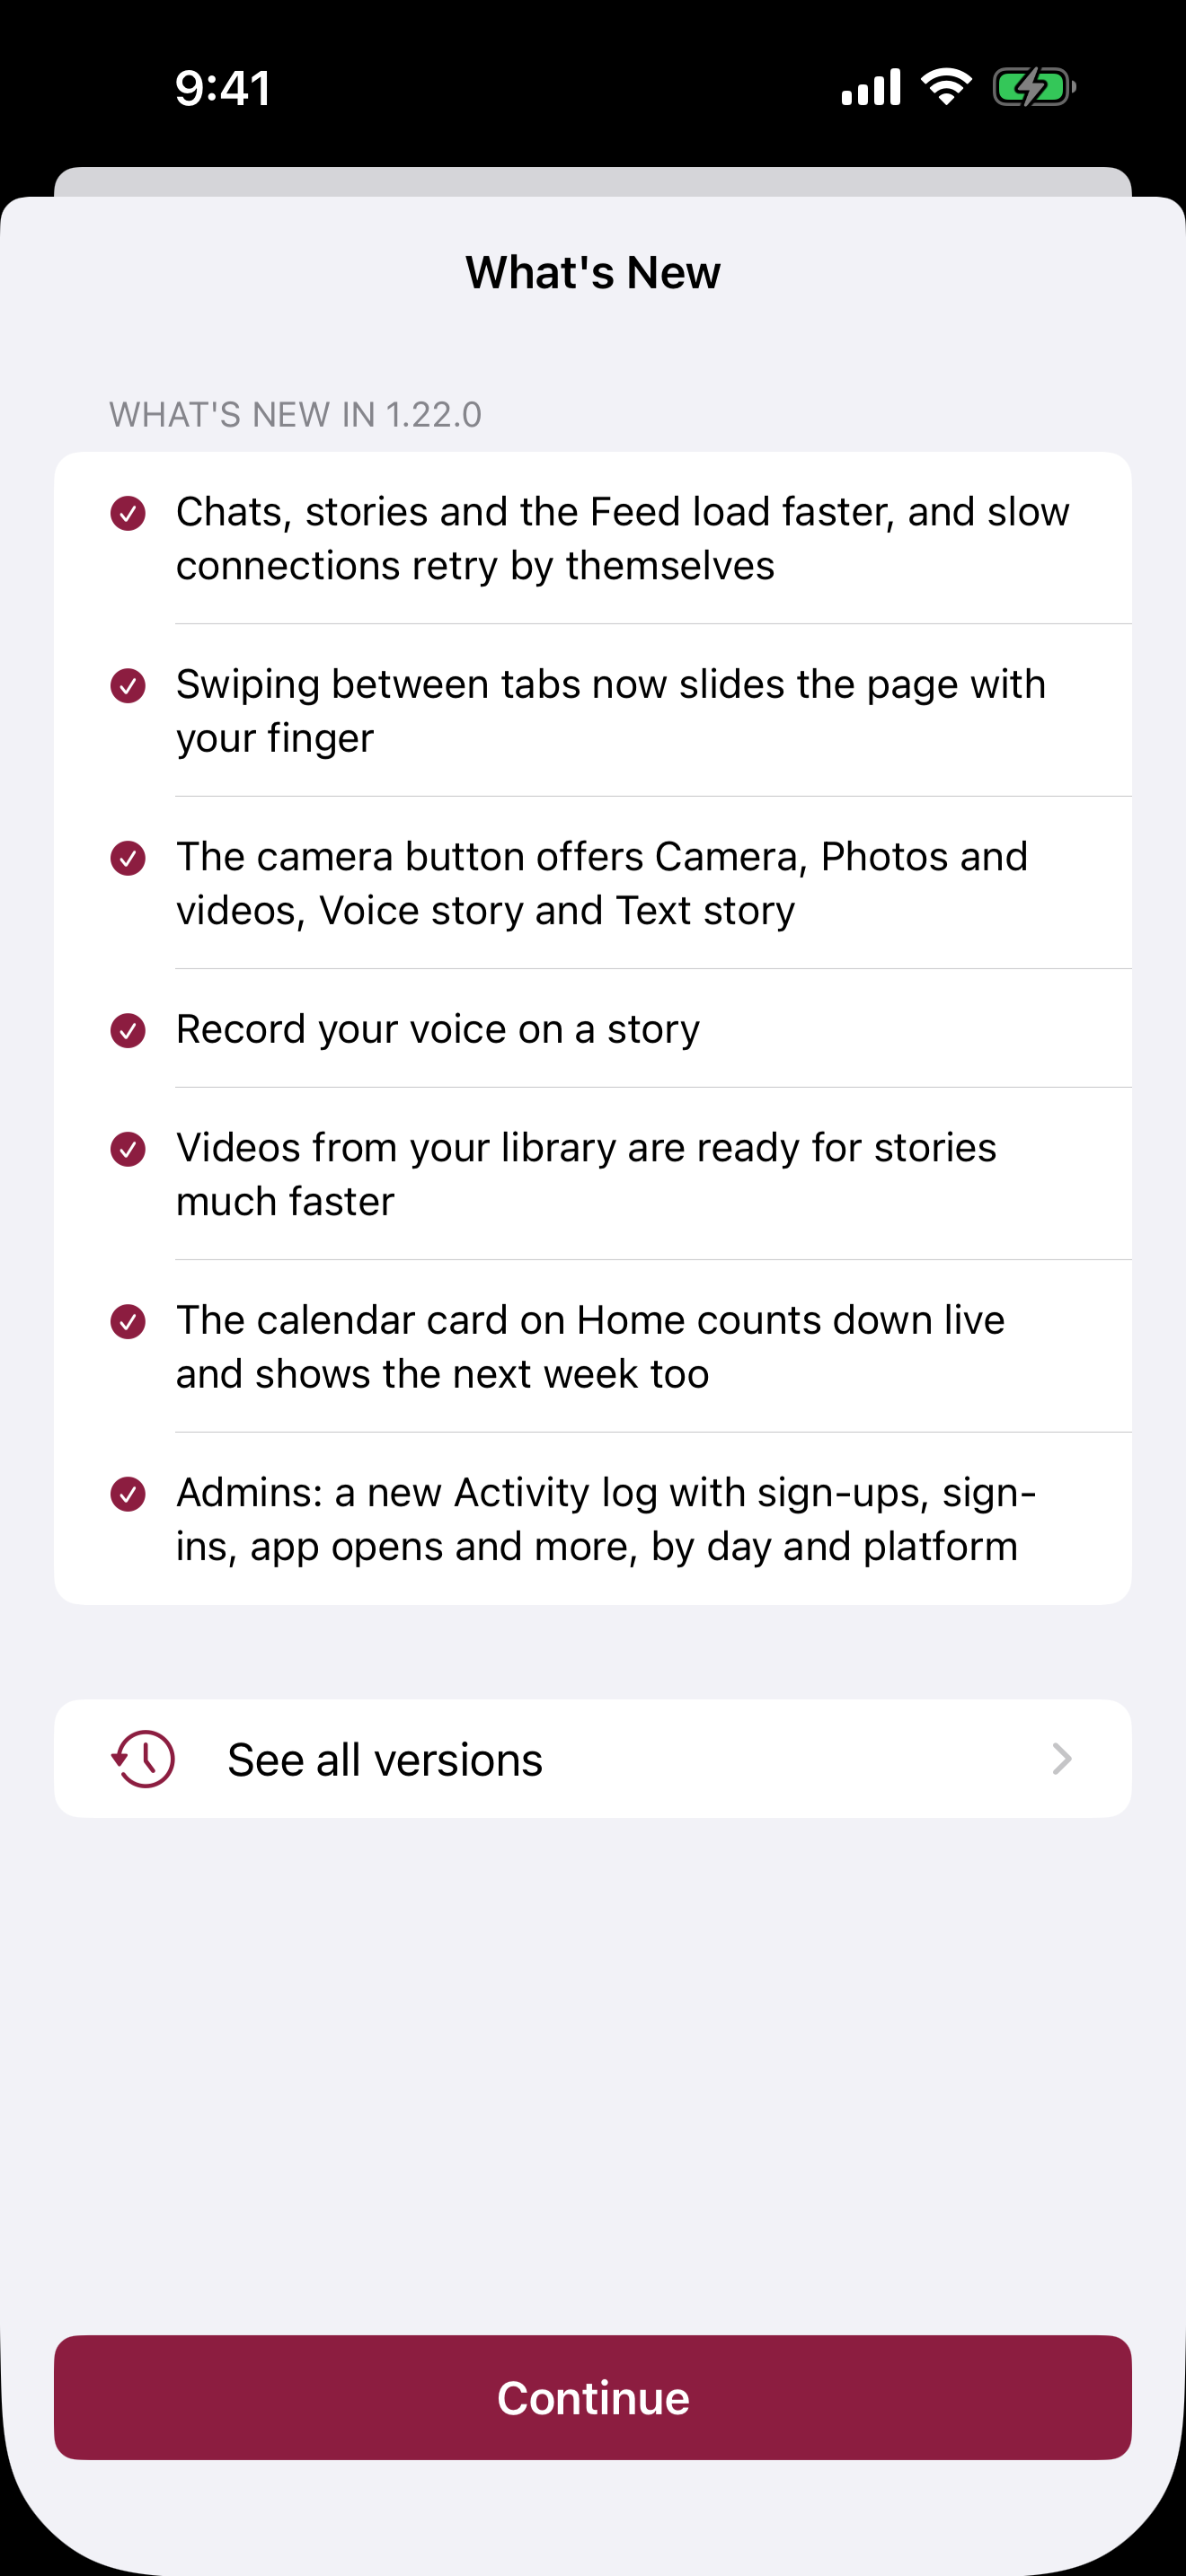 9:41
What's New
WHAT'S NEW IN 1.22.0
Chats, stories and the Feed load faster, and slow
connections retry by themselves
Swiping between tabs now slides the page with
your finger
The camera button offers Camera, Photos and
videos, Voice story and Text story
Record your voice on a story
Videos from your library are ready for stories
much faster
The calendar card on Home counts down live
and shows the next week too
Admins: a new Activity log with sign-ups, sign-
ins, app opens and more, by day and platform
See all versions
Continue